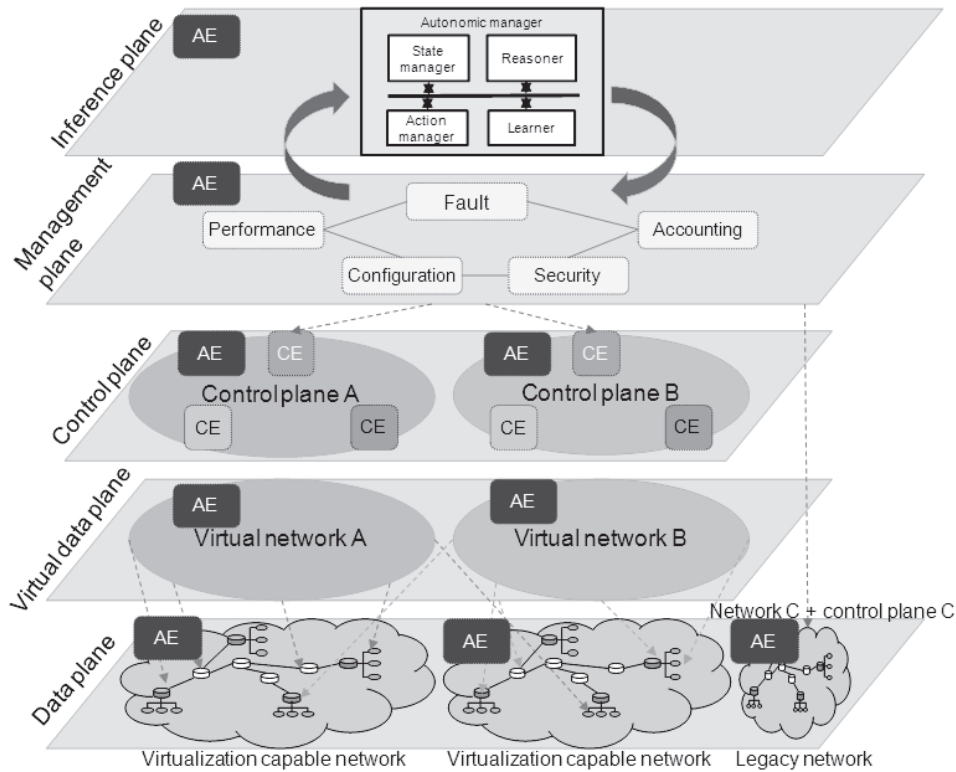 Inference plane
AE
Autonomic manager
State
manager
Reasoner
Action
manager
Learner
Management
plane
AE
Fault
Performance
Accounting
Configuration
Security
Control plane
AE
CE
Control plane A
CE
CE
AE
CE
Control plane B
CE
CE
Virtual data plane
AE
Virtual network A
AE
Virtual network B
Network C + control plane C
Data plane
AE
AE
AE
Virtualization capable network
Virtualization capable network
Legacy network